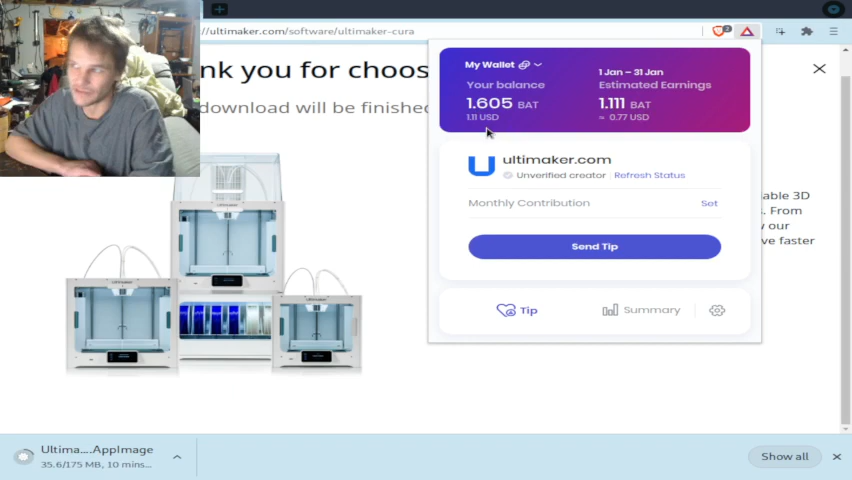 //ultimaker.com/software/ultimaker-cura
2
nk you for choos
download will be finished
My Wallet
Your balance
1.605 BAT
1.11 USD
1 Jan – 31 Jan
Estimated Earnings
1.111 BAT
≈ 0.77 USD
ultimaker.com
Unverified creator
Refresh Status
Monthly Contribution
Set
Send Tip
Tip
Summary
able 3D
s. From
w our
ve faster
Ultima....AppImage
35.6/175 MB, 10 mins...
Show all